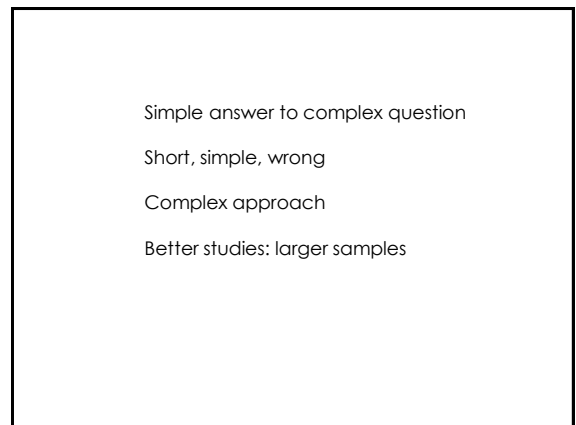 Simple answer to complex question
Short, simple, wrong
Complex approach
Better studies: larger samples